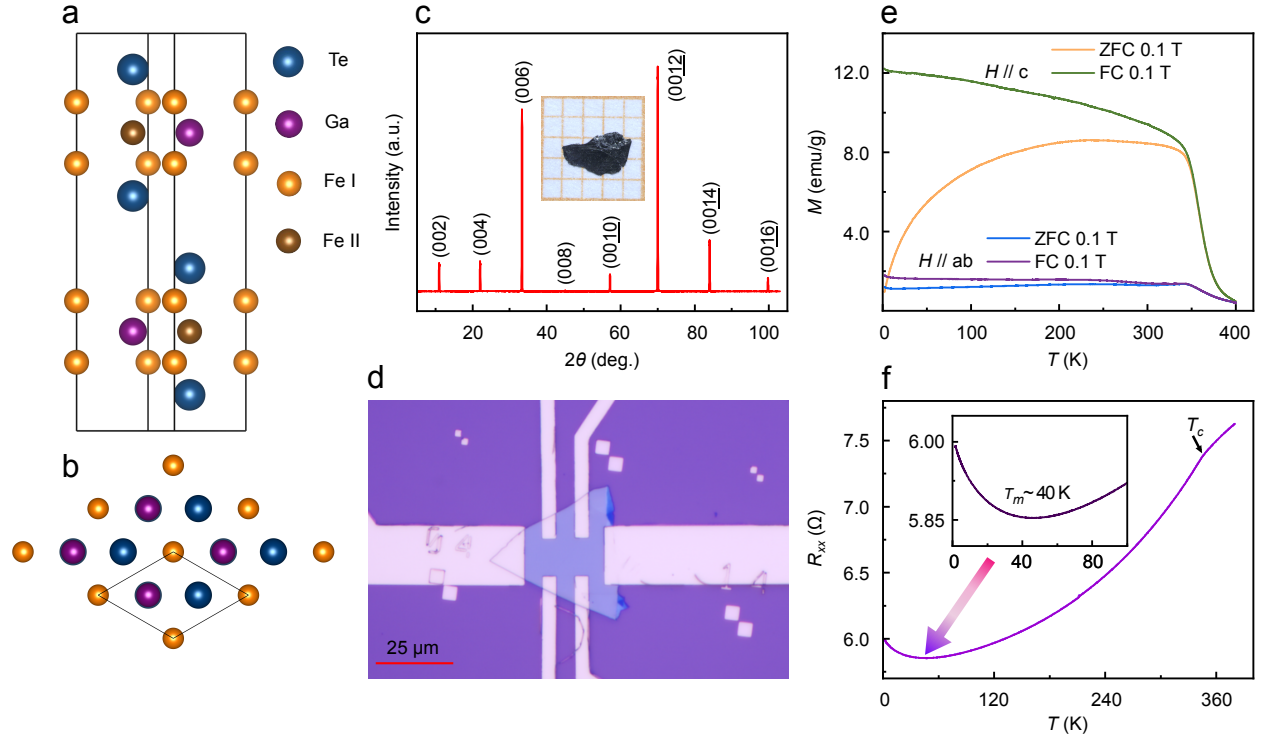 a
Te
Ga
Fe I
Fe II
b
c
Intensity (a.u.)
(002)
(004)
(006)
(008)
(0010)
(0012)
(0014)
(0016)
20
40
60
80
100
2θ (deg.)
d
25 μm
e
M (emu/g)
12.0
8.0
4.0
ZFC 0.1 T
H // c
FC 0.1 T
ZFC 0.1 T
H // ab
FC 0.1 T
0
100
200
300
400
T (K)
f
Rxx (Ω)
7.5
7.0
6.5
6.0
Tc
6.00
5.85
Tm~40 K
0
40
80
0
120
240
360
T (K)